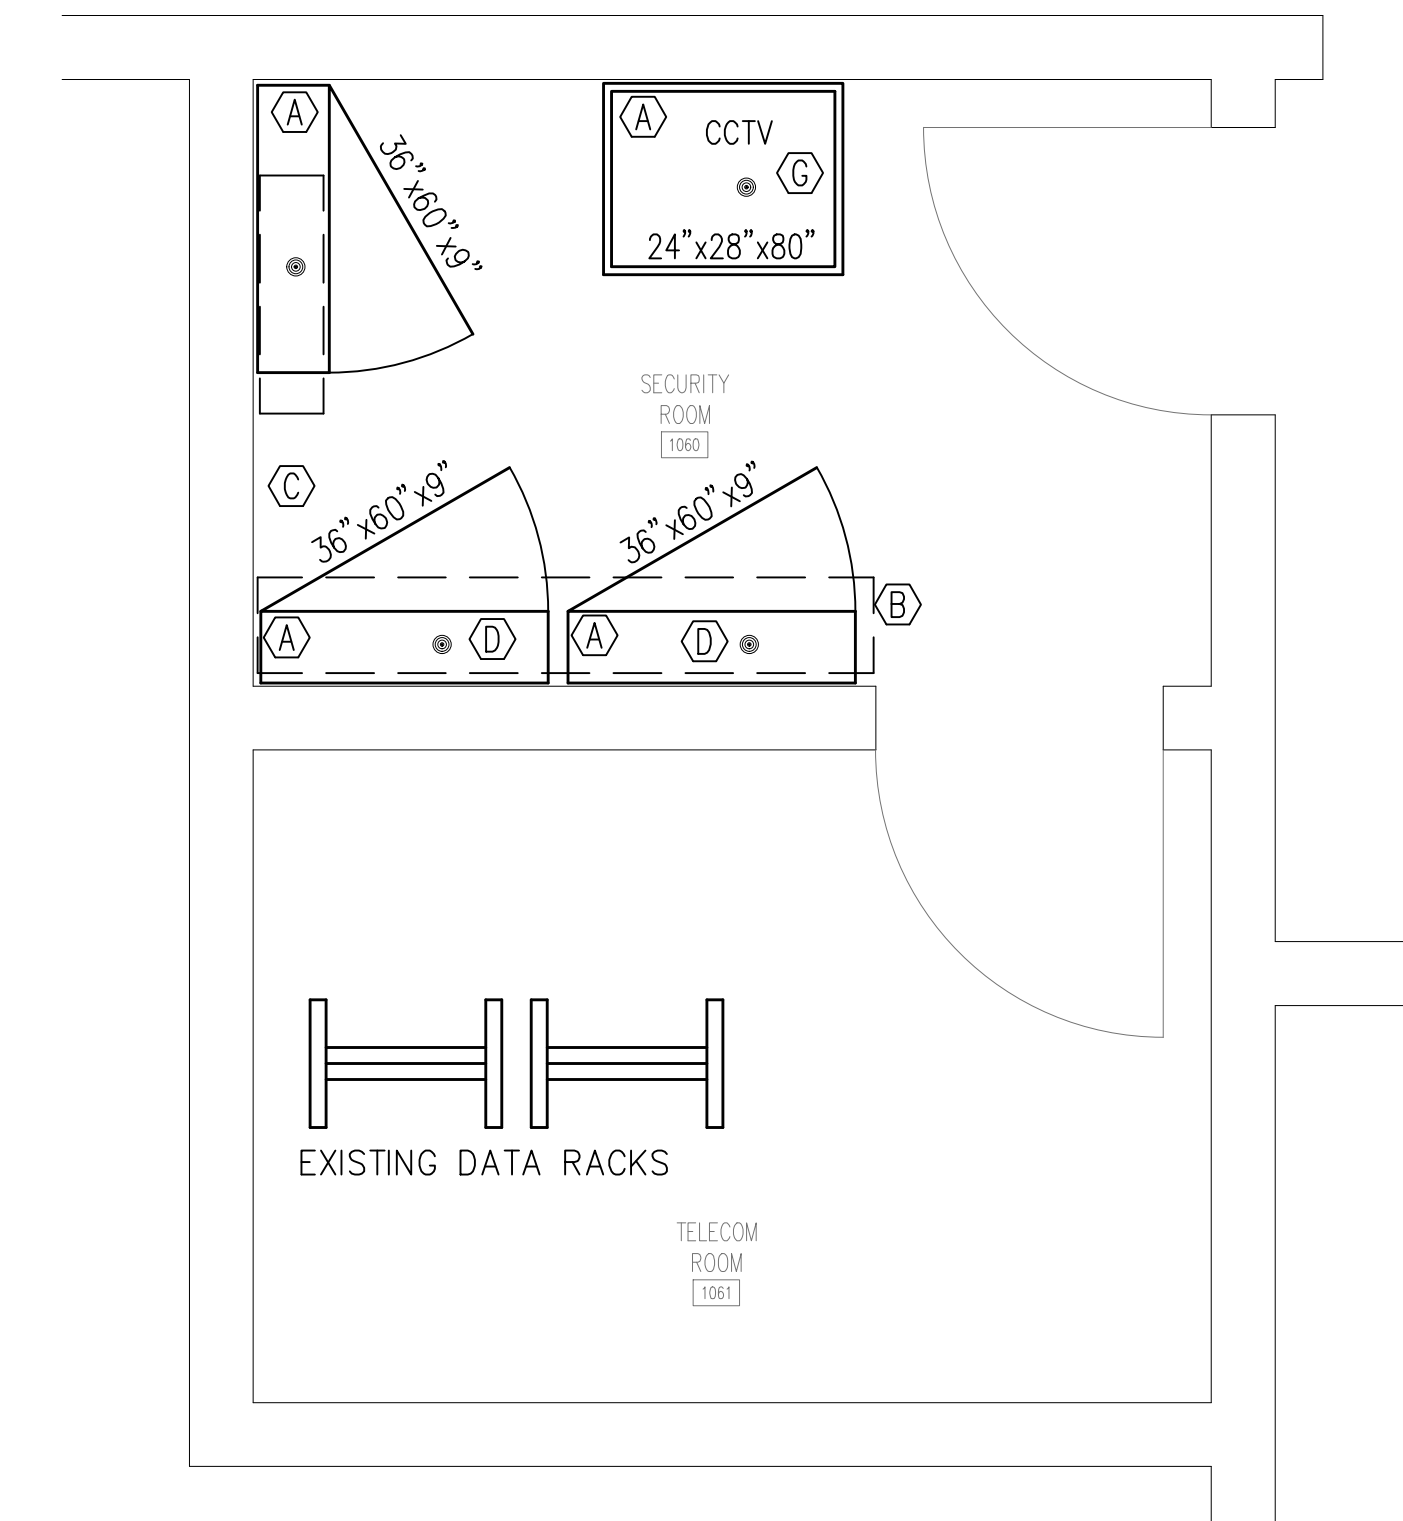 A
36”x60”x9”
A
CCTV
G
24”x28”x80”
SECURITY
ROOM
1060
C
36”x60”x9”
36”x60”x9”
B
A
D
A
D
EXISTING DATA RACKS
TELECOM
ROOM
1061